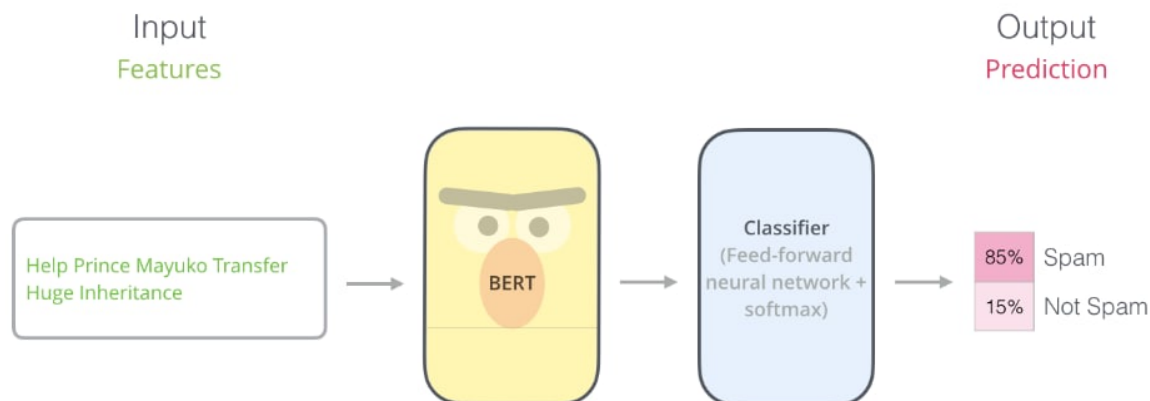 Input
Features
Output
Prediction
Help Prince Mayuko Transfer
Huge Inheritance
BERT
Classifier
(Feed-forward
neural network +
softmax)
85% Spam
15% Not Spam